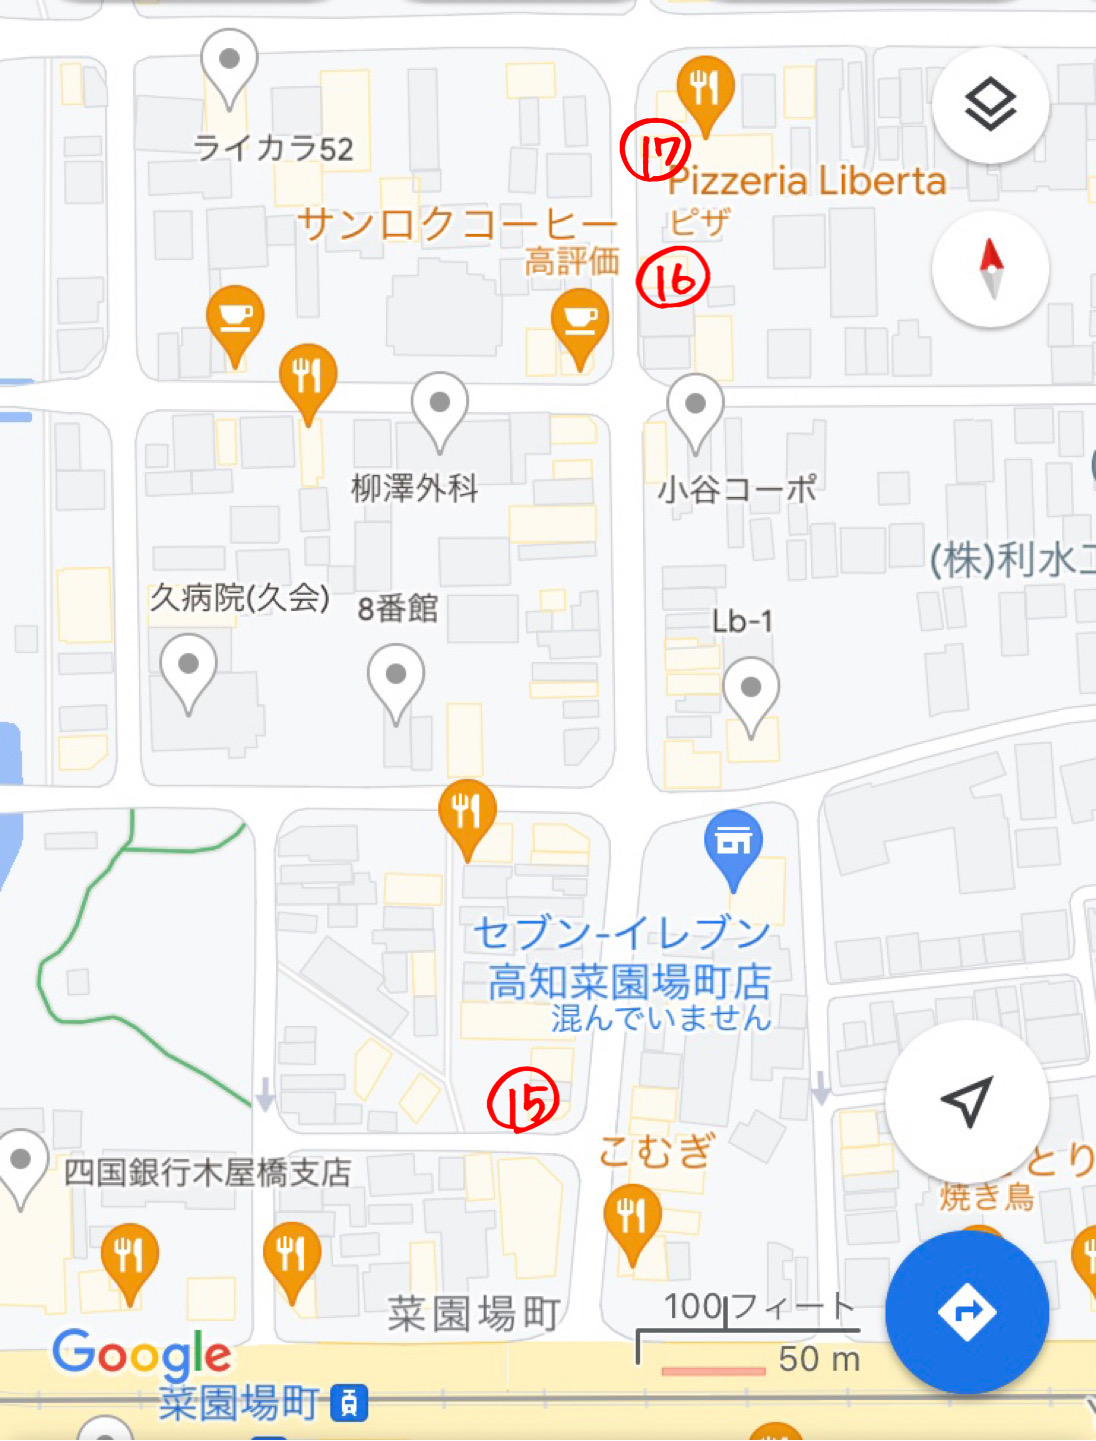 ライカラ52
17
Pizzeria Liberta
ピザ
サンロクコーヒー
高評価
16
柳澤外科
小谷コーポ
(株)利水工
久病院(久会)
8番館
Lb-1
セブン-イレブン
高知菜園場町店
混んでいません
15
こむぎ
四国銀行木屋橋支店
とり
焼き鳥
菜園場町
100フィート
50 m
Google
菜園場町